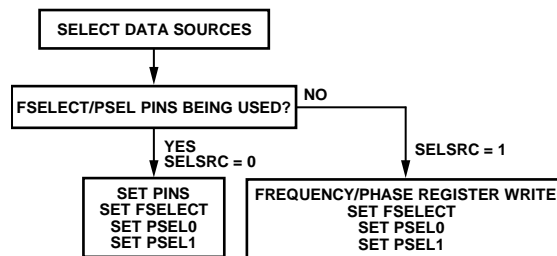 SELECT DATA SOURCES
FSELECT/PSEL PINS BEING USED?
NO
YES
SELSRC = 0
SELSRC = 1
SET PINS
SET FSELECT
SET PSEL0
SET PSEL1
FREQUENCY/PHASE REGISTER WRITE
SET FSELECT
SET PSEL0
SET PSEL1